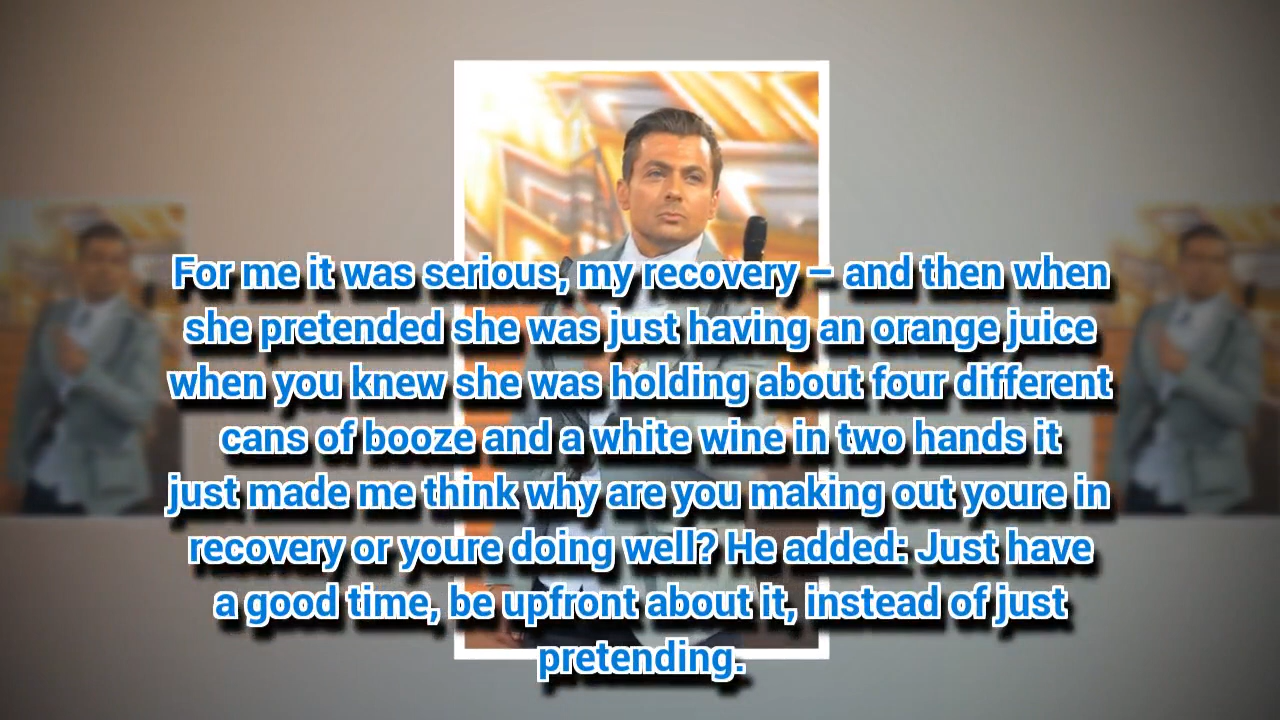 For me it was serious, my recovery – and then when
she pretended she was just having an orange juice
when you knew she was holding about four different
cans of booze and a white wine in two hands it
just made me think why are you making out youre in
recovery or youre doing well? He added: Just have
a good time, be upfront about it, instead of just
pretending.